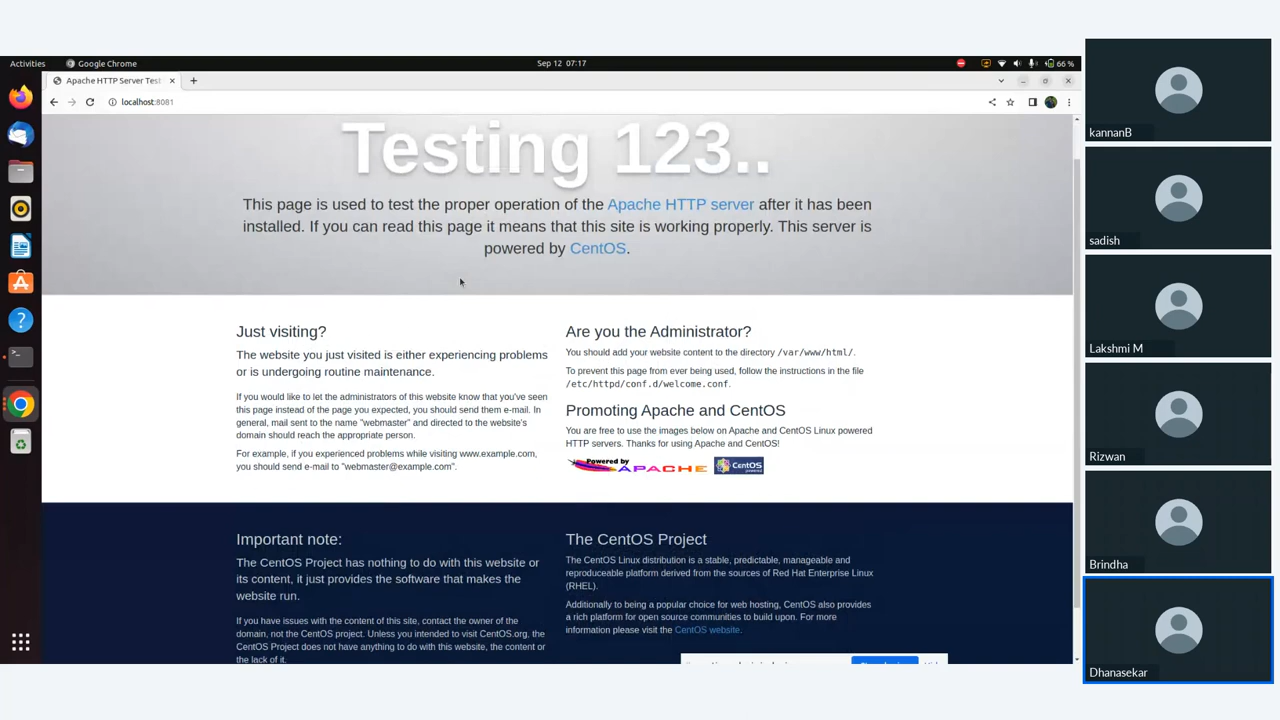 Activities
Google Chrome
Sep 12 07:17
66 %
Apache HTTP Server Test
localhost:8081
Testing 123..
This page is used to test the proper operation of the Apache HTTP server after it has been
installed. If you can read this page it means that this site is working properly. This server is
powered by CentOS.
Just visiting?
The website you just visited is either experiencing problems
or is undergoing routine maintenance.
If you would like to let the administrators of this website know that you've seen
this page instead of the page you expected, you should send them e-mail. In
general, mail sent to the name "webmaster" and directed to the website's
domain should reach the appropriate person.
For example, if you experienced problems while visiting www.example.com,
you should send e-mail to "webmaster@example.com".
Are you the Administrator?
You should add your website content to the directory /var/www/html/.
To prevent this page from ever being used, follow the instructions in the file
/etc/httpd/conf.d/welcome.conf.
Promoting Apache and CentOS
You are free to use the images below on Apache and CentOS Linux powered
HTTP servers. Thanks for using Apache and CentOS!
Powered by
APACHE
CentOS
Important note:
The CentOS Project has nothing to do with this website or
its content, it just provides the software that makes the
website run.
If you have issues with the content of this site, contact the owner of the
domain, not the CentOS project. Unless you intended to visit CentOS.org, the
CentOS Project does not have anything to do with this website, the content or
the lack of it.
The CentOS Project
The CentOS Linux distribution is a stable, predictable, manageable and
reproduceable platform derived from the sources of Red Hat Enterprise Linux
(RHEL).
Additionally to being a popular choice for web hosting, CentOS also provides
a rich platform for open source communities to build upon. For more
information please visit the CentOS website.
kannanB
sadish
Lakshmi M
Rizwan
Brindha
Dhanasekar